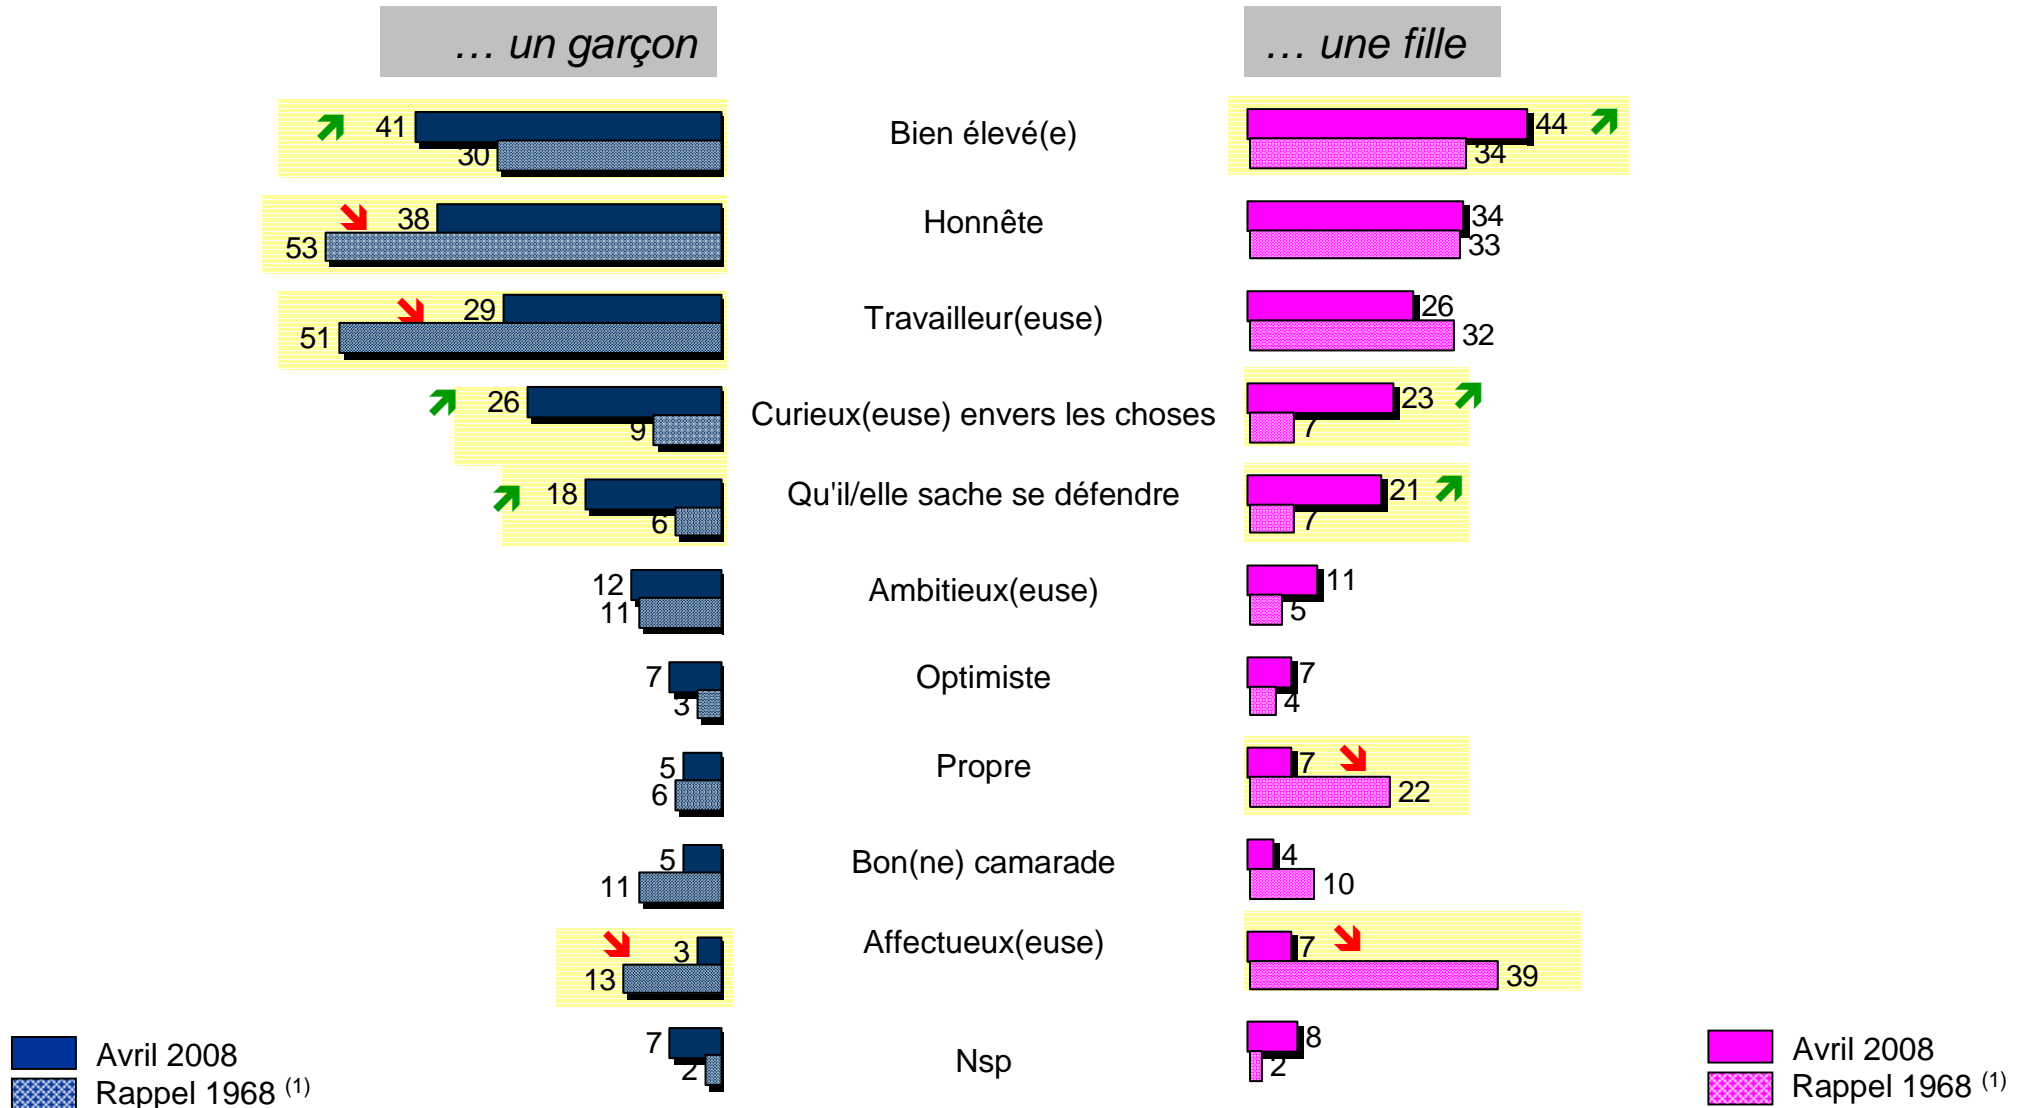 … un garçon
… une fille
41 Bien élevé(e) 44
30 34
38 Honnête 34
53 33
29 Travailleur(euse) 26
51 32
26 Curieux(euse) envers les choses 23
9 7
18 Qu'il/elle sache se défendre 21
6 7
12 Ambitieux(euse) 11
11 5
7 Optimiste 7
3 4
5 Propre 7
6 22
5 Bon(ne) camarade 4
11 10
3 Affectueux(euse) 7
13 39
7 Nsp 8
2 2
Avril 2008
Rappel 1968 (1)
Avril 2008
Rappel 1968 (1)